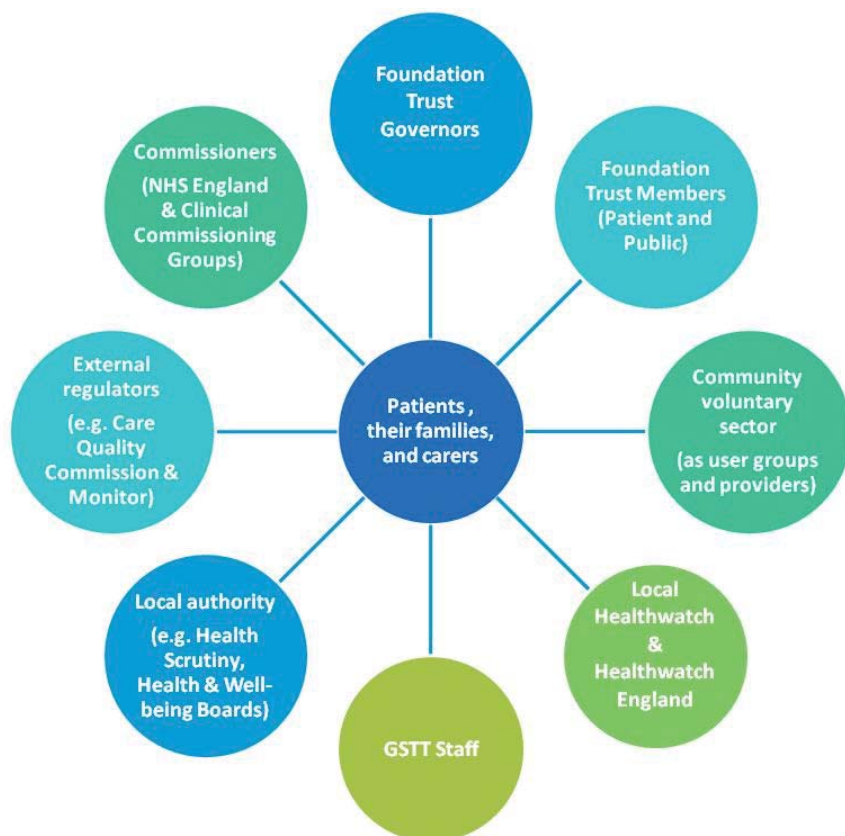 Foundation
Trust
Governors
Foundation
Trust Members
(Patient and
Public)
Community
voluntary
sector
(as user groups
and providers)
Local
Healthwatch
&
Healthwatch
England
GSTT Staff
Local authority
(e.g. Health
Scrutiny,
Health & Well-
being Boards)
External
regulators
(e.g. Care
Quality
Commission &
Monitor)
Commissioners
(NHS England
& Clinical
Commissioning
Groups)
Patients ,
their families,
and carers